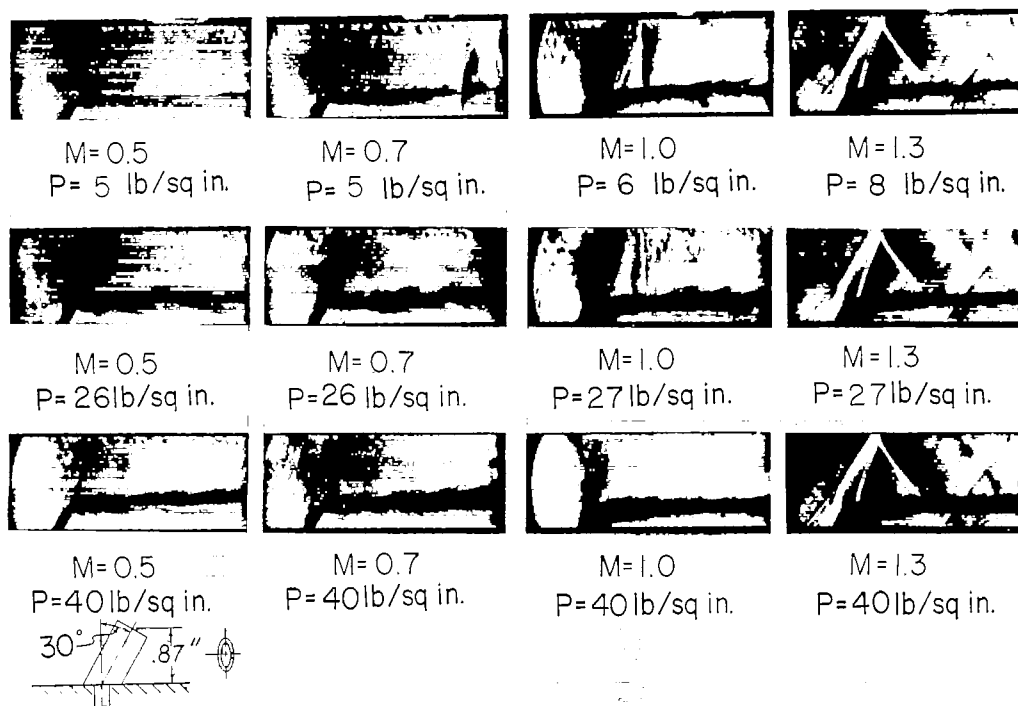 M= 0.5 M= 0.7 M= 1.0 M= 1.3
P= 5 lb/sq in. P= 5 lb/sq in. P= 6 lb/sq in. P= 8 lb/sq in.
M= 0.5 M= 0.7 M= 1.0 M= 1.3
P= 26 lb/sq in. P= 26 lb/sq in. P= 27 lb/sq in. P= 27 lb/sq in.
M= 0.5 M= 0.7 M= 1.0 M= 1.3
P= 40 lb/sq in. P= 40 lb/sq in. P= 40 lb/sq in. P= 40 lb/sq in.
30° .87"